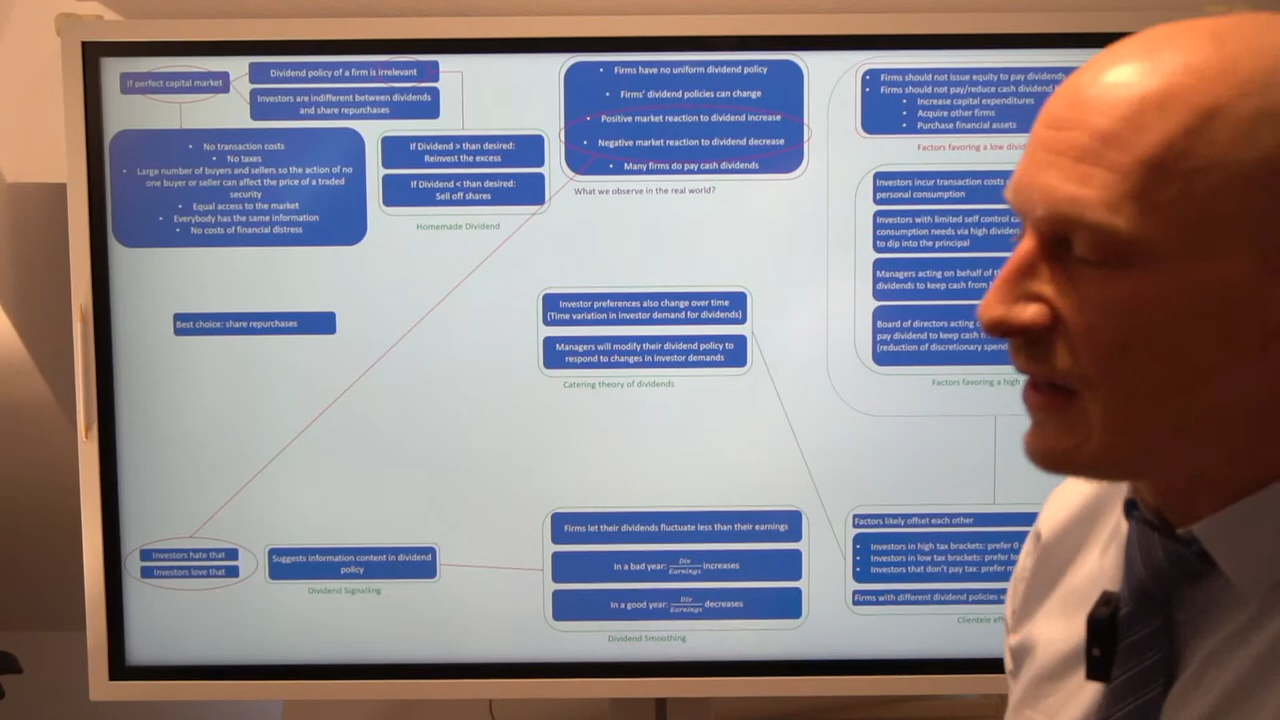 If perfect capital market
Dividend policy of a firm is irrelevant
Investors are indifferent between dividends
and share repurchases
• No transaction costs
• No taxes
• Large number of buyers and sellers so the action of no
one buyer or seller can affect the price of a traded
security
• Equal access to the market
• Everybody has the same information
• No costs of financial distress
If Dividend > than desired:
Reinvest the excess
If Dividend < than desired:
Sell off shares
Homemade Dividend
• Firms have no uniform dividend policy
• Firms' dividend policies can change
• Positive market reaction to dividend increase
• Negative market reaction to dividend decrease
• Many firms do pay cash dividends
What we observe in the real world?
• Firms should not issue equity to pay dividends
• Firms should not pay/reduce cash dividend
• Increase capital expenditures
• Acquire other firms
• Purchase financial assets
Factors favoring a low divid
Investors incur transaction costs
personal consumption
Investors with limited self control ca
consumption needs via high dividen
to dip into the principal
Managers acting on behalf of t
dividends to keep cash from
Board of directors acting
pay dividend to keep cash
(reduction of discretionary spend
Factors favoring a high
Best choice: share repurchases
Investor preferences also change over time
(Time variation in investor demand for dividends)
Managers will modify their dividend policy to
respond to changes in investor demands
Catering theory of dividends
Investors hate that
Investors love that
Suggests information content in dividend
policy
Dividend Signalling
Firms let their dividends fluctuate less than their earnings
In a bad year: Div/Earnings increases
In a good year: Div/Earnings decreases
Dividend Smoothing
Factors likely offset each other
• Investors in high tax brackets: prefer 0
• Investors in low tax brackets: prefer lo
• Investors that don't pay tax: prefer m
Firms with different dividend policies w
Clientele eff